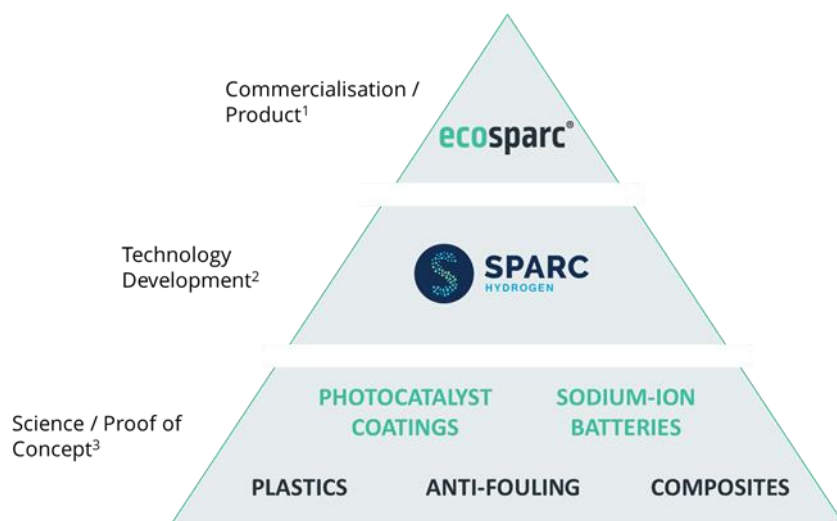 Commercialisation /
Product¹
ecosparc®
Technology
Development²
SPARC
HYDROGEN
Science / Proof of
Concept³
PHOTOCATALYST
COATINGS
SODIUM-ION
BATTERIES
PLASTICS
ANTI-FOULING
COMPOSITES